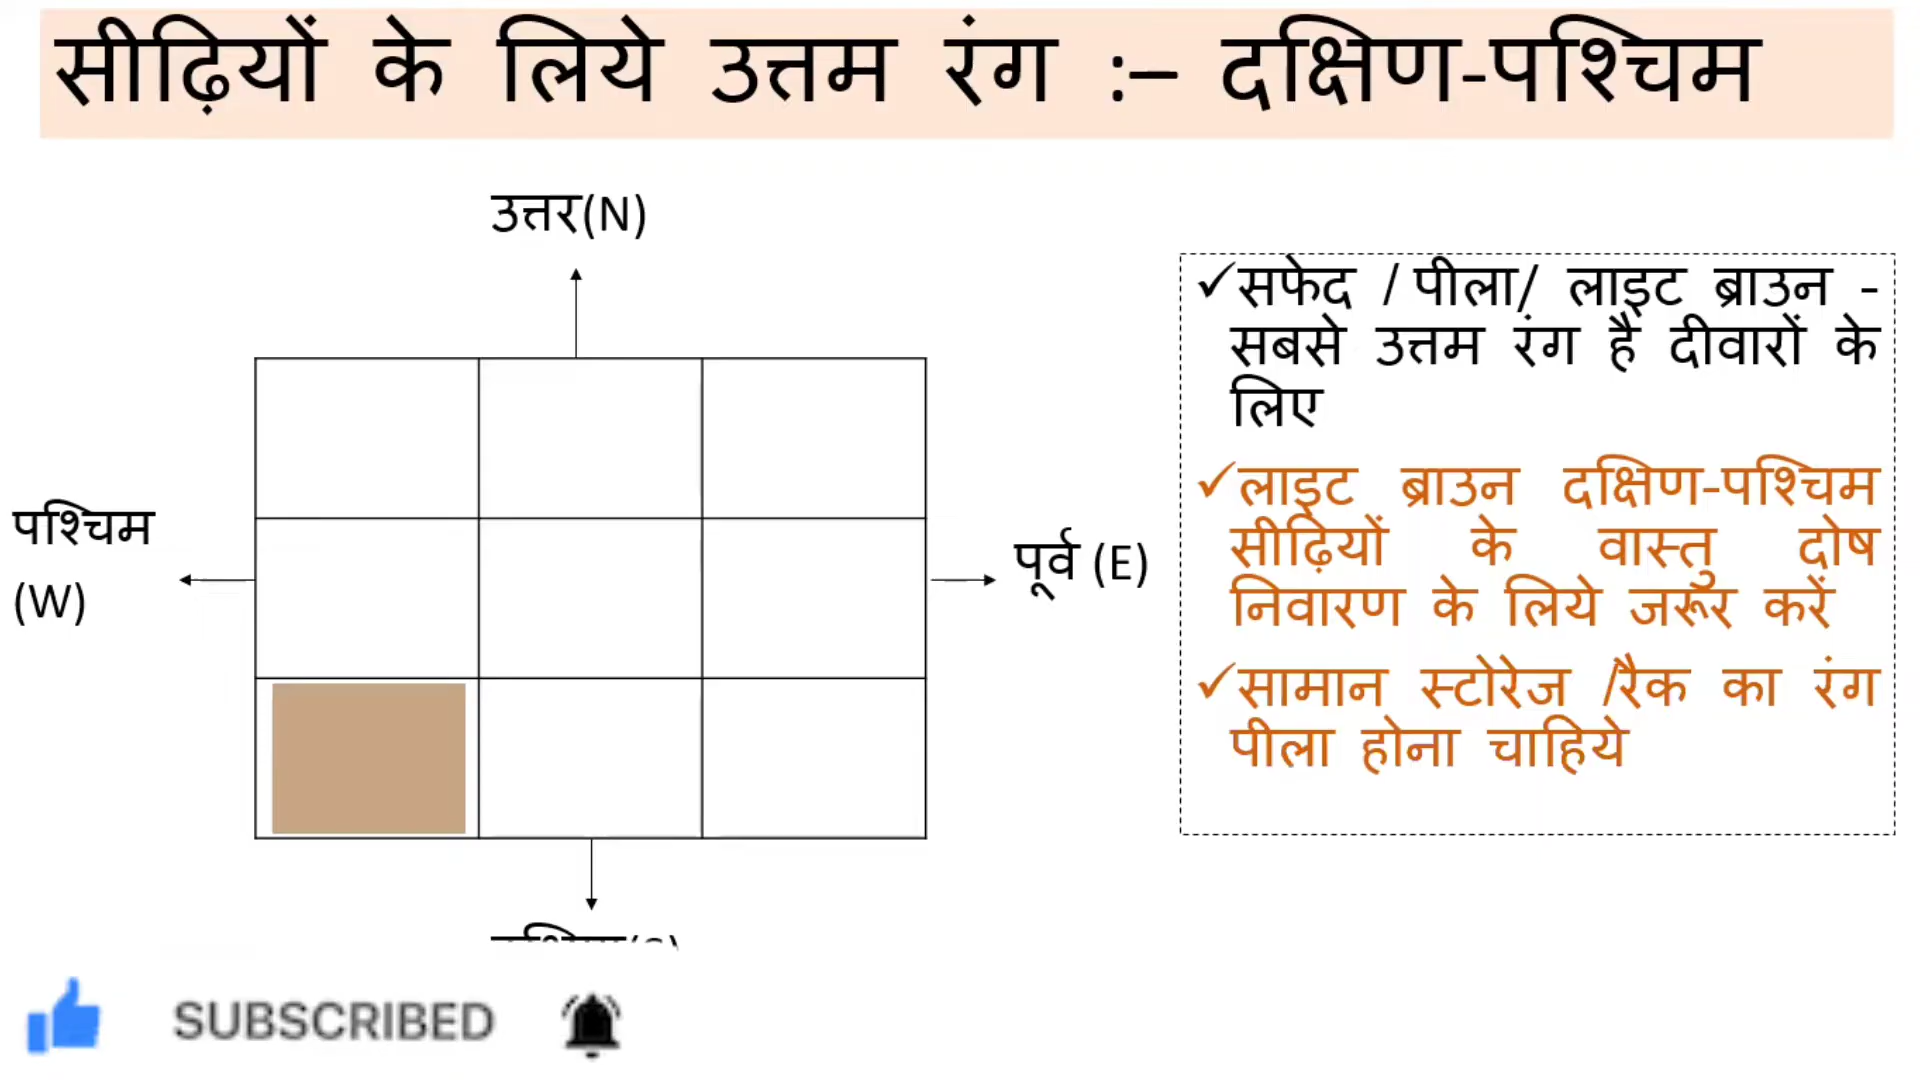 सीढ़ियों के लिये उत्तम रंग :– दक्षिण-पश्चिम
उत्तर(N)
पश्चिम
(W)
पूर्व (E)
✓सफेद / पीला/ लाइट ब्राउन -
सबसे उत्तम रंग है दीवारों के
लिए
✓लाइट ब्राउन दक्षिण-पश्चिम
सीढ़ियों के वास्तु दोष
निवारण के लिये जरूर करें
✓सामान स्टोरेज /रैक का रंग
पीला होना चाहिये
SUBSCRIBED